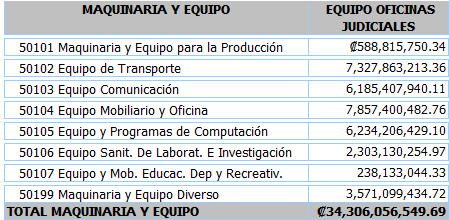 MAQUINARIA Y EQUIPO EQUIPO OFICINAS JUDICIALES
50101 Maquinaria y Equipo para la Producción ₡588,815,750.34
50102 Equipo de Transporte 7,327,863,213.36
50103 Equipo Comunicación 6,185,407,940.11
50104 Equipo Mobiliario y Oficina 7,857,400,482.76
50105 Equipo y Programas de Computación 6,234,206,429.10
50106 Equipo Sanit. De Laborat. E Investigación 2,303,130,254.97
50107 Equipo y Mob. Educac. Dep y Recreativ. 238,133,044.33
50199 Maquinaria y Equipo Diverso 3,571,099,434.72
TOTAL MAQUINARIA Y EQUIPO ₡34,306,056,549.69